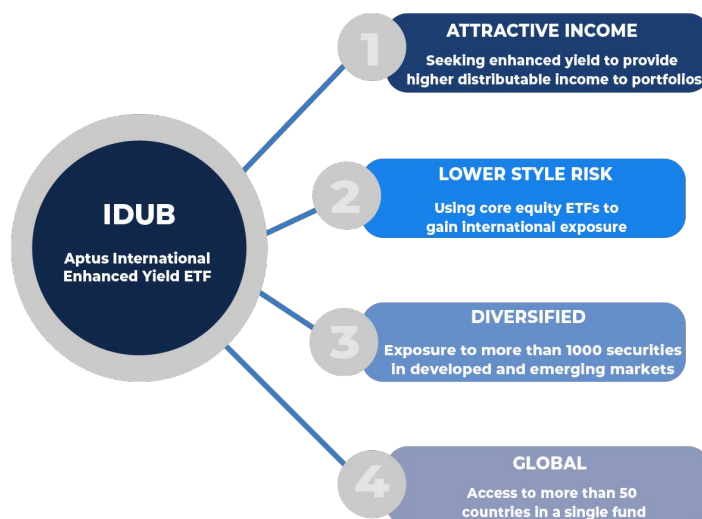 IDUB
Aptus International
Enhanced Yield ETF
1
ATTRACTIVE INCOME
Seeking enhanced yield to provide
higher distributable income to portfolios
2
LOWER STYLE RISK
Using core equity ETFs to
gain international exposure
3
DIVERSIFIED
Exposure to more than 1000 securities
in developed and emerging markets
4
GLOBAL
Access to more than 50
countries in a single fund